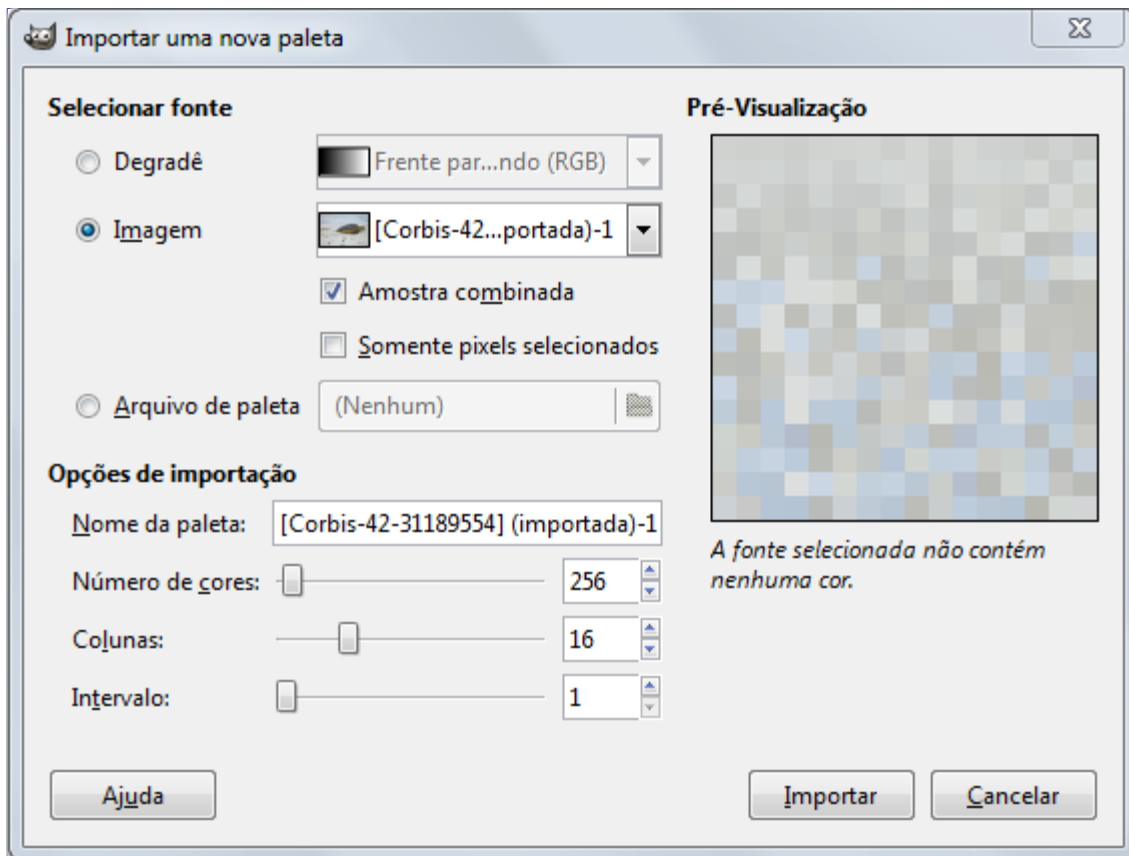 Importar uma nova paleta
Selecionar fonte
Pré-Visualização
Degradê
Frente par...ndo (RGB)
Imagem
[Corbis-42...portada)-1
Amostra combinada
Somente pixels selecionados
Arquivo de paleta
(Nenhum)
A fonte selecionada não contém
nenhuma cor.
Opções de importação
Nome da paleta:
[Corbis-42-31189554] (importada)-1
Número de cores:
256
Colunas:
16
Intervalo:
1
Ajuda
Importar
Cancelar